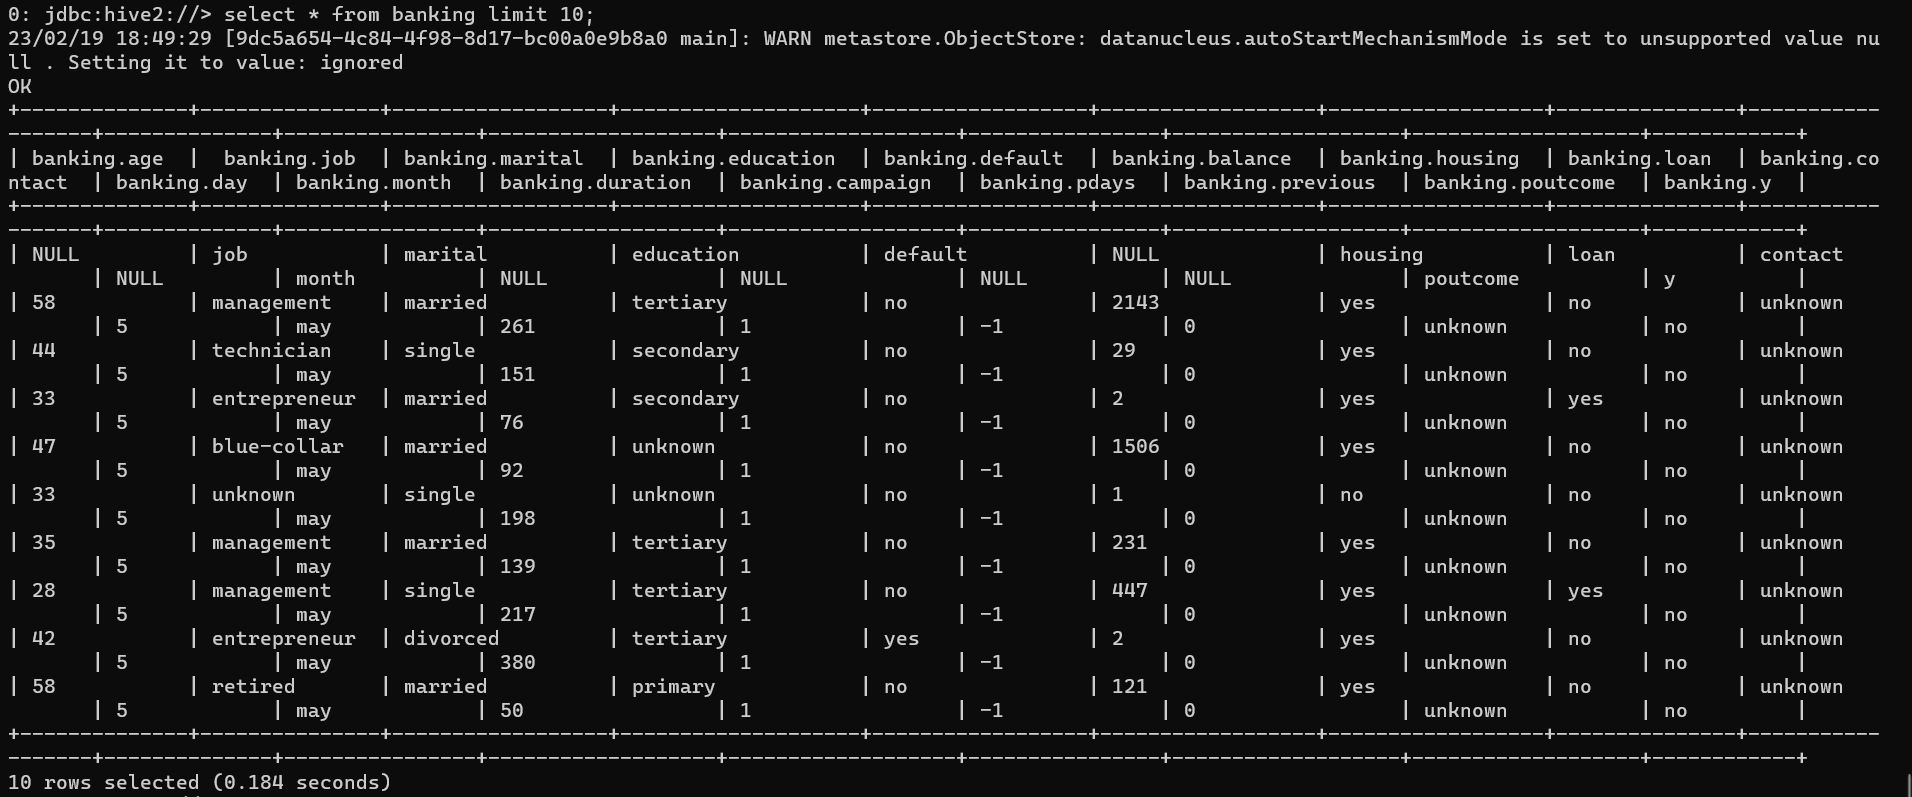 0: jdbc:hive2://> select * from banking limit 10;
23/02/19 18:49:29 [9dc5a654-4c84-4f98-8d17-bc00a0e9b8a0 main]: WARN metastore.ObjectStore: datanucleus.autoStartMechanismMode is set to unsupported value nu
ll . Setting it to value: ignored
OK
+--------------+---------------+------------------+--------------------+------------------+------------------+------------------+---------------+-----------
-------+--------------+----------------+-------------------+-------------------+----------------+-------------------+-------------------+------------+
| banking.age  |  banking.job  | banking.marital  | banking.education  | banking.default  | banking.balance  | banking.housing  | banking.loan  | banking.co
ntact  | banking.day  | banking.month  | banking.duration  | banking.campaign  | banking.pdays  | banking.previous  | banking.poutcome  | banking.y  |
+--------------+---------------+------------------+--------------------+------------------+------------------+------------------+---------------+-----------
-------+--------------+----------------+-------------------+-------------------+----------------+-------------------+-------------------+------------+
| NULL         | job           | marital          | education          | default          | NULL             | housing          | loan          | contact
       | NULL         | month          | NULL              | NULL              | NULL           | NULL              | poutcome          | y          |
| 58           | management    | married          | tertiary           | no               | 2143             | yes              | no            | unknown
       | 5            | may            | 261               | 1                 | -1             | 0                 | unknown           | no         |
| 44           | technician    | single           | secondary          | no               | 29               | yes              | no            | unknown
       | 5            | may            | 151               | 1                 | -1             | 0                 | unknown           | no         |
| 33           | entrepreneur  | married          | secondary          | no               | 2                | yes              | yes           | unknown
       | 5            | may            | 76                | 1                 | -1             | 0                 | unknown           | no         |
| 47           | blue-collar   | married          | unknown            | no               | 1506             | yes              | no            | unknown
       | 5            | may            | 92                | 1                 | -1             | 0                 | unknown           | no         |
| 33           | unknown       | single           | unknown            | no               | 1                | no               | no            | unknown
       | 5            | may            | 198               | 1                 | -1             | 0                 | unknown           | no         |
| 35           | management    | married          | tertiary           | no               | 231              | yes              | no            | unknown
       | 5            | may            | 139               | 1                 | -1             | 0                 | unknown           | no         |
| 28           | management    | single           | tertiary           | no               | 447              | yes              | yes           | unknown
       | 5            | may            | 217               | 1                 | -1             | 0                 | unknown           | no         |
| 42           | entrepreneur  | divorced         | tertiary           | yes              | 2                | yes              | no            | unknown
       | 5            | may            | 380               | 1                 | -1             | 0                 | unknown           | no         |
| 58           | retired       | married          | primary            | no               | 121              | yes              | no            | unknown
       | 5            | may            | 50                | 1                 | -1             | 0                 | unknown           | no         |
+--------------+---------------+------------------+--------------------+------------------+------------------+------------------+---------------+-----------
-------+--------------+----------------+-------------------+-------------------+----------------+-------------------+-------------------+------------+
10 rows selected (0.184 seconds)